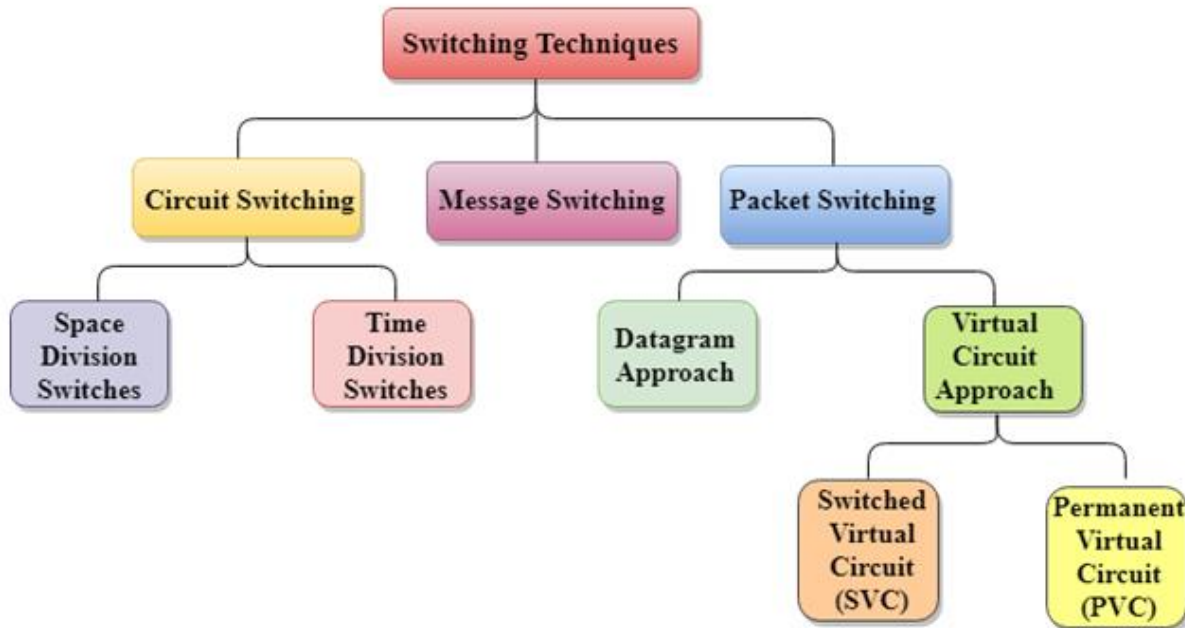 Switching Techniques
Circuit Switching
Message Switching
Packet Switching
Space
Division
Switches
Time
Division
Switches
Datagram
Approach
Virtual
Circuit
Approach
Switched
Virtual
Circuit
(SVC)
Permanent
Virtual
Circuit
(PVC)